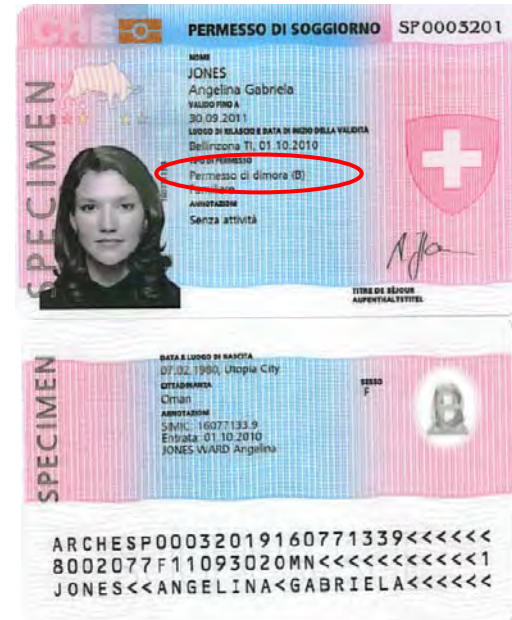 CHE
PERMESSO DI SOGGIORNO SP0003201
NOME
JONES
Angelina Gabriela
VALIDO FINO A
30.09.2011
LUOGO DI RILASCIO E DATA DI INIZIO DELLA VALIDITÀ
Bellinzona TI, 01.10.2010
TIPO DI PERMESSO
Permesso di dimora (B)
Familiare
ANNOTAZIONI
Senza attività
TITRE DE SÉJOUR
AUFENTHALTSTITEL
SPECIMEN
DATA E LUOGO DI NASCITA
07.02.1980, Utopia City
CITTADINANZA
Oman
SESSO
F
ANNOTAZIONI
SIMIC: 16077133.9
Entrata: 01.10.2010
JONES WARD Angelina
SPECIMEN
ARCHESP00032019160771339<<<<<<
8002077F11093020MN<<<<<<<<<<<1
JONES<<ANGELINA<GABRIELA<<<<<<